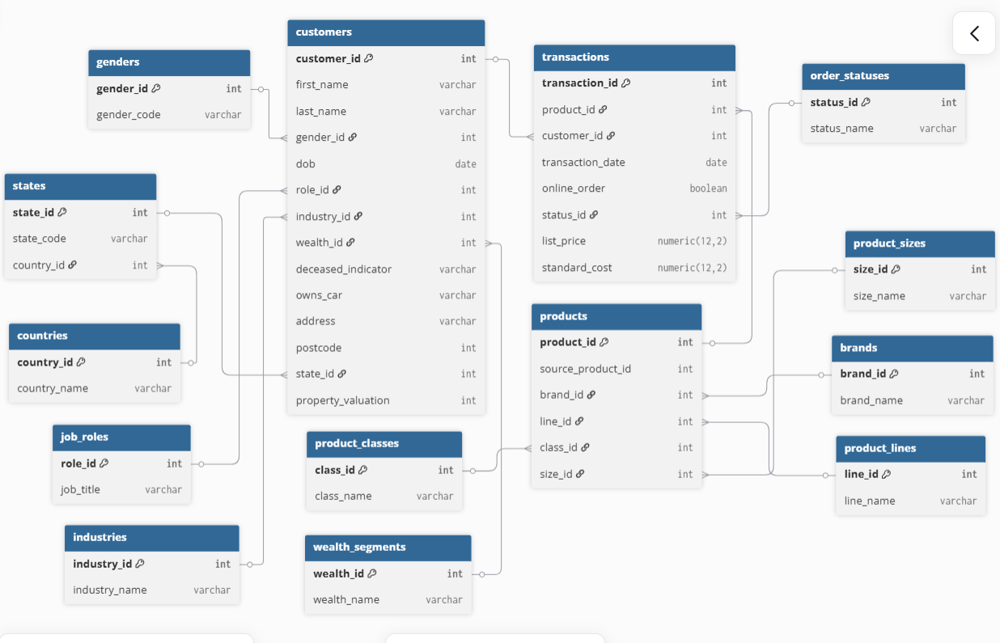 customers
customer_id int
first_name varchar
last_name varchar
gender_id int
dob date
role_id int
industry_id int
wealth_id int
deceased_indicator varchar
owns_car varchar
address varchar
postcode int
state_id int
property_valuation int
genders
gender_id int
gender_code varchar
transactions
transaction_id int
product_id int
customer_id int
transaction_date date
online_order boolean
status_id int
list_price numeric(12,2)
standard_cost numeric(12,2)
order_statuses
status_id int
status_name varchar
states
state_id int
state_code varchar
country_id int
product_sizes
size_id int
size_name varchar
products
product_id int
source_product_id int
brand_id int
line_id int
class_id int
size_id int
countries
country_id int
country_name varchar
brands
brand_id int
brand_name varchar
job_roles
role_id int
job_title varchar
product_classes
class_id int
class_name varchar
product_lines
line_id int
line_name varchar
industries
industry_id int
industry_name varchar
wealth_segments
wealth_id int
wealth_name varchar